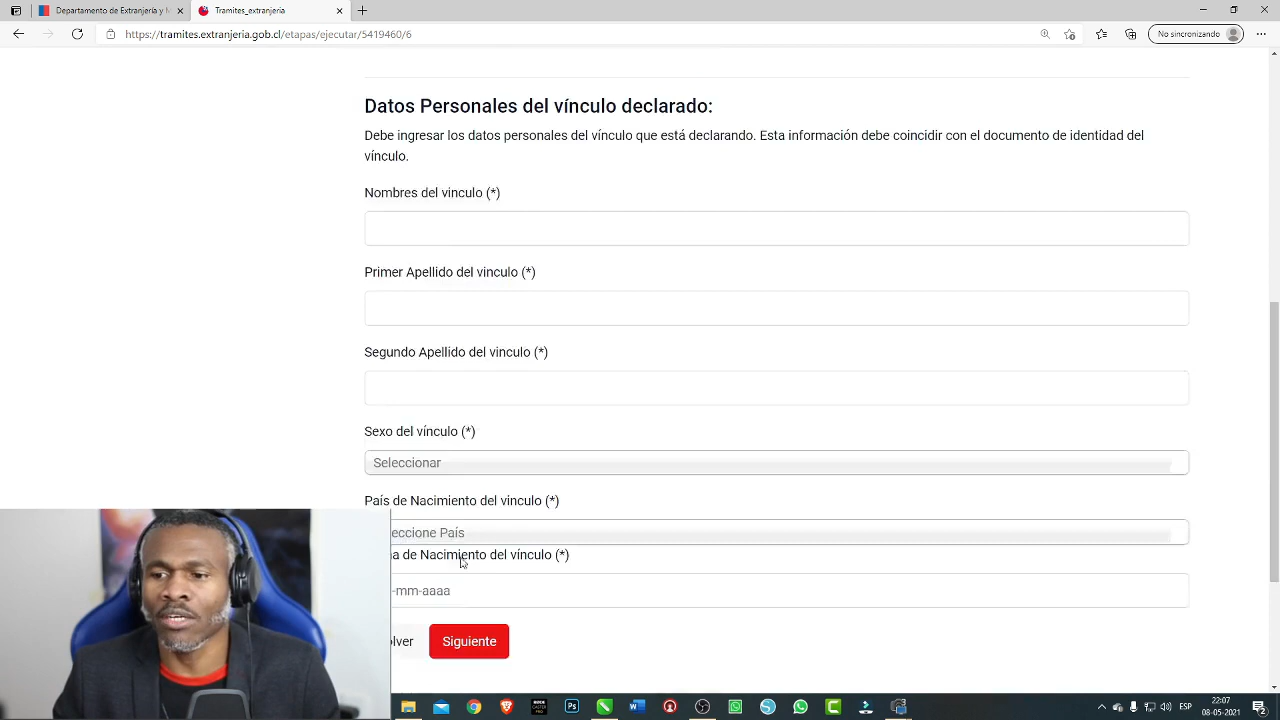 Departamento de Extranjería y M
Tramites_extranjeria
https://tramites.extranjeria.gob.cl/etapas/ejecutar/5419460/6
No sincronizando
Datos Personales del vínculo declarado:
Debe ingresar los datos personales del vínculo que está declarando. Esta información debe coincidir con el documento de identidad del
vínculo.
Nombres del vinculo (*)
Primer Apellido del vinculo (*)
Segundo Apellido del vinculo (*)
Sexo del vínculo (*)
Seleccionar
País de Nacimiento del vinculo (*)
eccione País
a de Nacimiento del vínculo (*)
-mm-aaaa
lver
Siguiente
ESP
22:07
08-05-2021